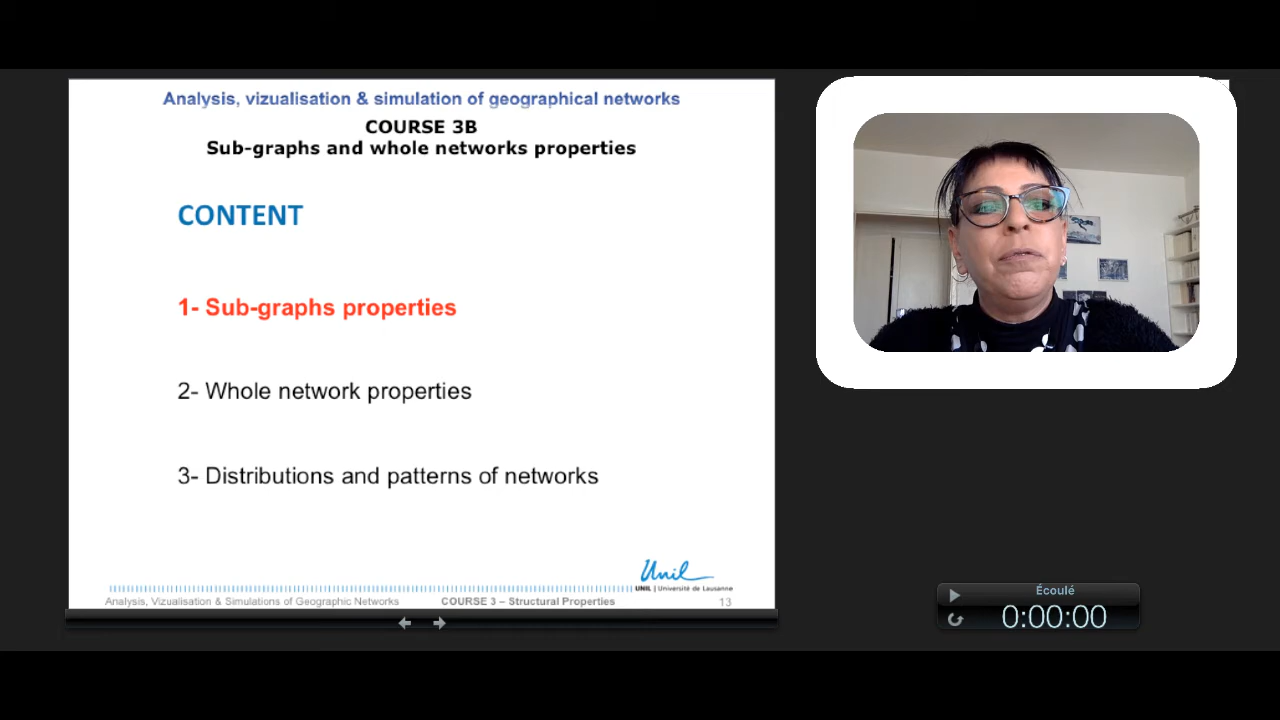 Analysis, vizualisation & simulation of geographical networks
COURSE 3B
Sub-graphs and whole networks properties
CONTENT
1- Sub-graphs properties
2- Whole network properties
3- Distributions and patterns of networks
Unil
UNIL | Université de Lausanne
Analysis, Vizualisation & Simulations of Geographic Networks
COURSE 3 – Structural Properties
13
Écoulé
0:00:00